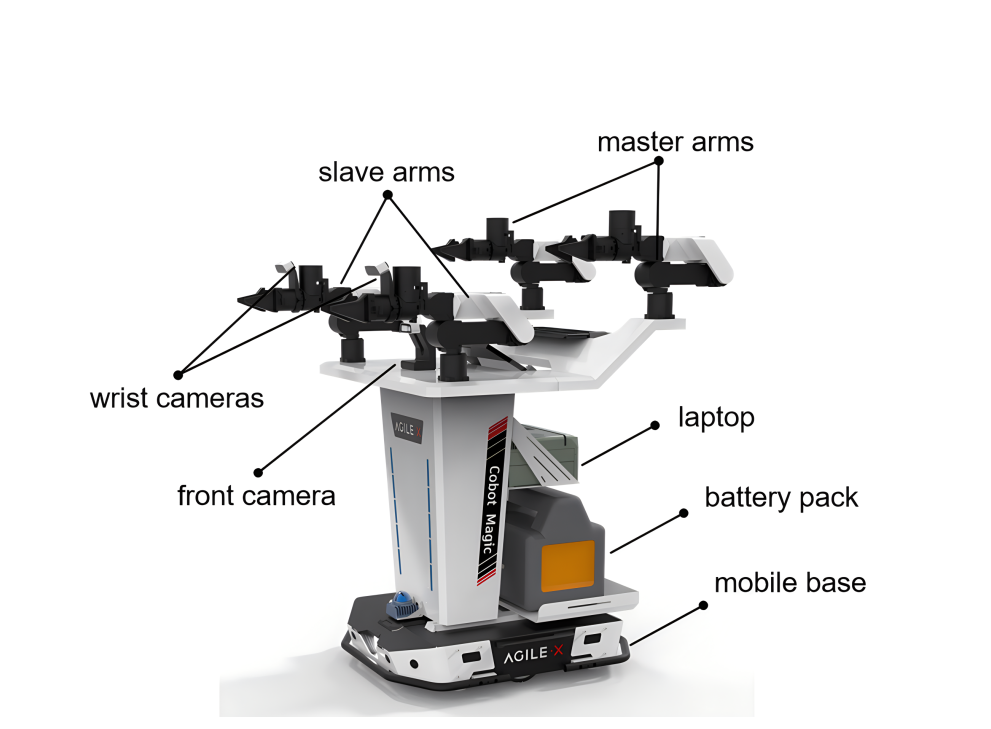 master arms
slave arms
wrist cameras
laptop
front camera
battery pack
mobile base
AGILE X
Cobot Magic
AGILE·X